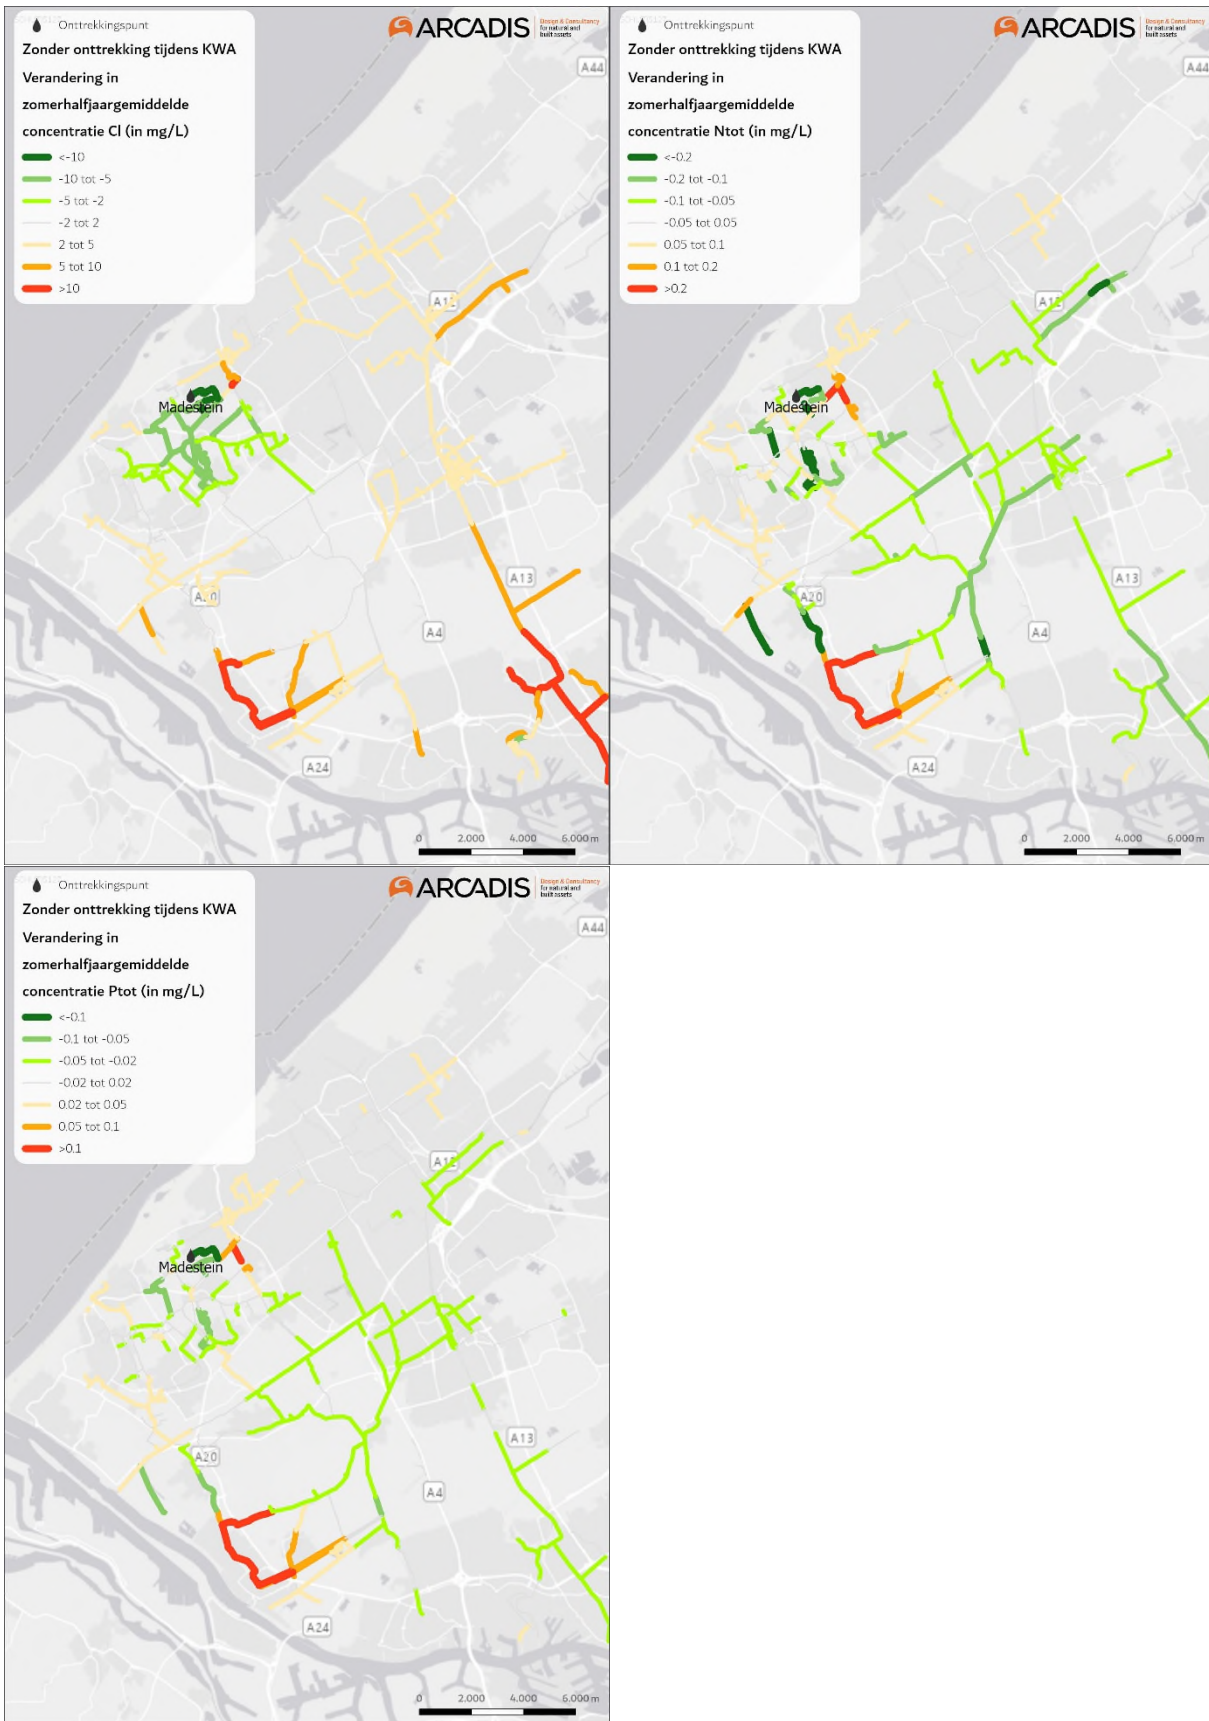 Onttrekkingspunt
Zonder onttrekking tijdens KWA
Verandering in
zomerhalfjaargemiddelde
concentratie Cl (in mg/L)
<-10
-10 tot -5
-5 tot -2
-2 tot 2
2 tot 5
5 tot 10
>10
ARCADIS
Design & Consultancy
for natural and
built assets
A44
A12
Madestein
A20
A13
A4
A24
0 2.000 4.000 6.000 m
Onttrekkingspunt
Zonder onttrekking tijdens KWA
Verandering in
zomerhalfjaargemiddelde
concentratie Ntot (in mg/L)
<-0.2
-0.2 tot -0.1
-0.1 tot -0.05
-0.05 tot 0.05
0.05 tot 0.1
0.1 tot 0.2
>0.2
ARCADIS
Design & Consultancy
for natural and
built assets
A44
A12
Madestein
A20
A13
A4
A24
0 2.000 4.000 6.000 m
Onttrekkingspunt
Zonder onttrekking tijdens KWA
Verandering in
zomerhalfjaargemiddelde
concentratie Ptot (in mg/L)
<-0.1
-0.1 tot -0.05
-0.05 tot -0.02
-0.02 tot 0.02
0.02 tot 0.05
0.05 tot 0.1
>0.1
ARCADIS
Design & Consultancy
for natural and
built assets
A44
A12
Madestein
A20
A13
A4
A24
0 2.000 4.000 6.000 m